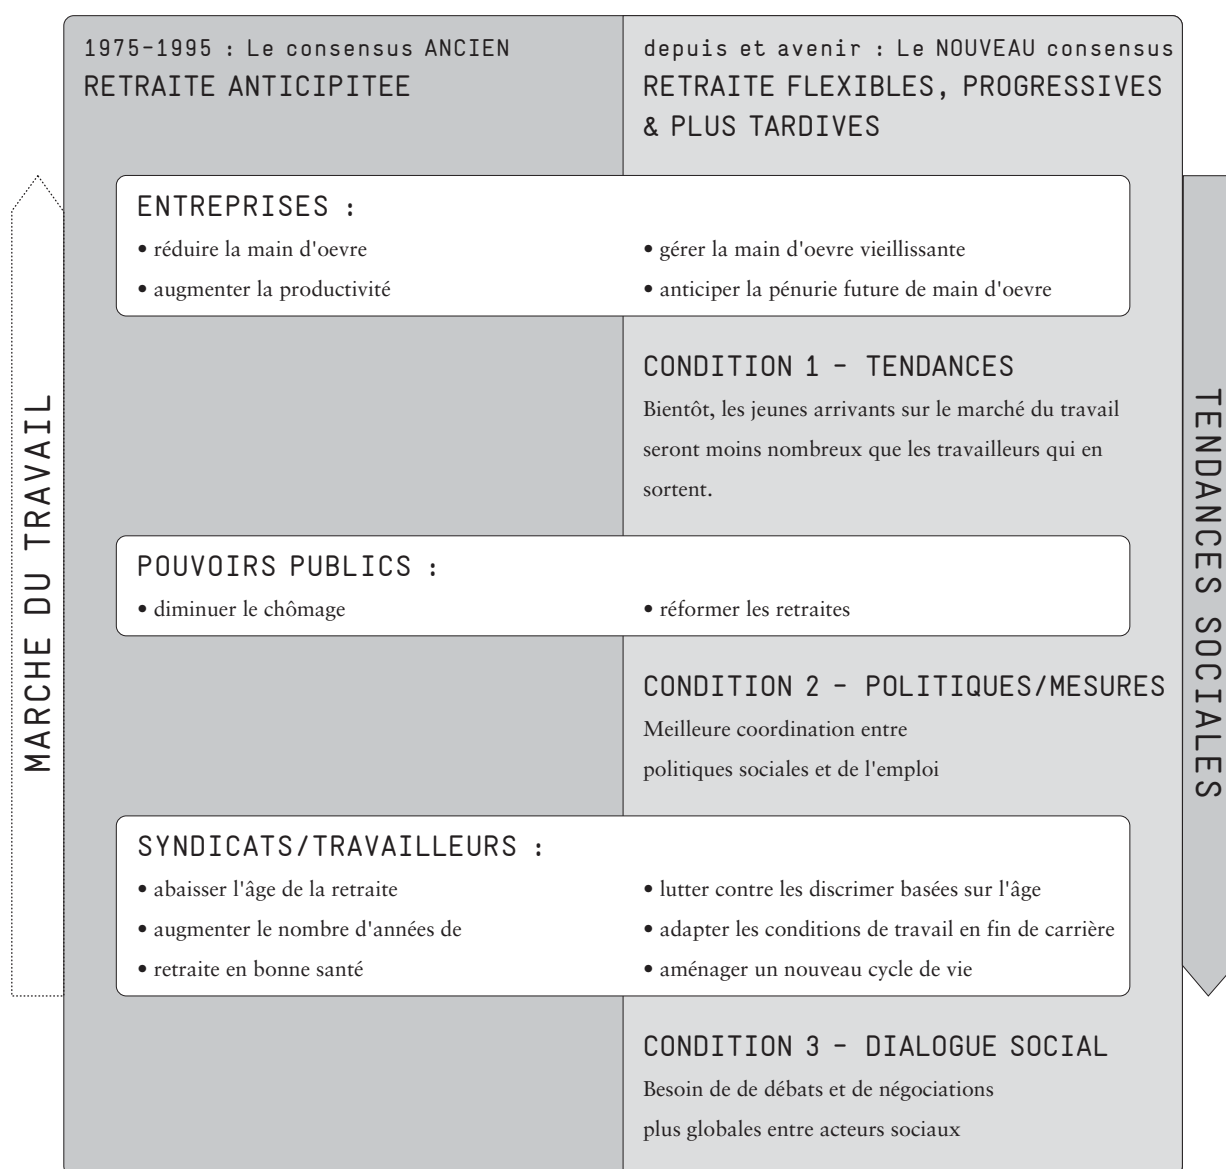 1975-1995 : Le consensus ANCIEN
RETRAITE ANTICIPITEE
depuis et avenir : Le NOUVEAU consensus
RETRAITE FLEXIBLES, PROGRESSIVES
& PLUS TARDIVES
MARCHE DU TRAVAIL
ENTREPRISES :
• réduire la main d'oevre
• augmenter la productivité
• gérer la main d'oevre vieillissante
• anticiper la pénurie future de main d'oevre
CONDITION 1 - TENDANCES
Bientôt, les jeunes arrivants sur le marché du travail
seront moins nombreux que les travailleurs qui en
sortent.
POUVOIRS PUBLICS :
• diminuer le chômage
• réformer les retraites
CONDITION 2 - POLITIQUES/MESURES
Meilleure coordination entre
politiques sociales et de l'emploi
SYNDICATS/TRAVAILLEURS :
• abaisser l'âge de la retraite
• augmenter le nombre d'années de
• retraite en bonne santé
• lutter contre les discrimer basées sur l'âge
• adapter les conditions de travail en fin de carrière
• aménager un nouveau cycle de vie
CONDITION 3 - DIALOGUE SOCIAL
Besoin de de débats et de négociations
plus globales entre acteurs sociaux
TENDANCES SOCIALES